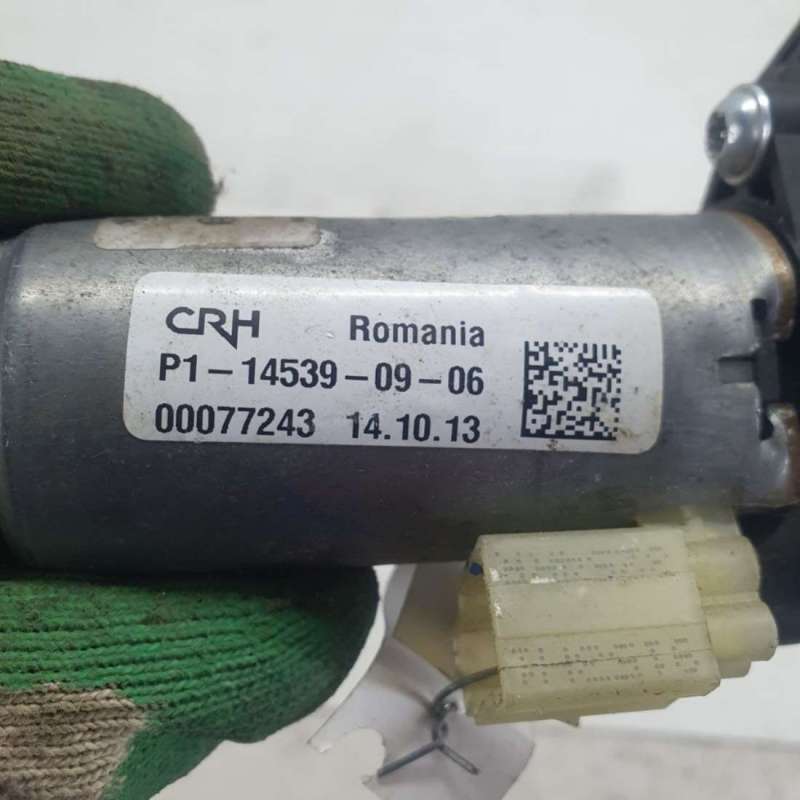 CRH Romania
P1-14539-09-06
00077243 14.10.13